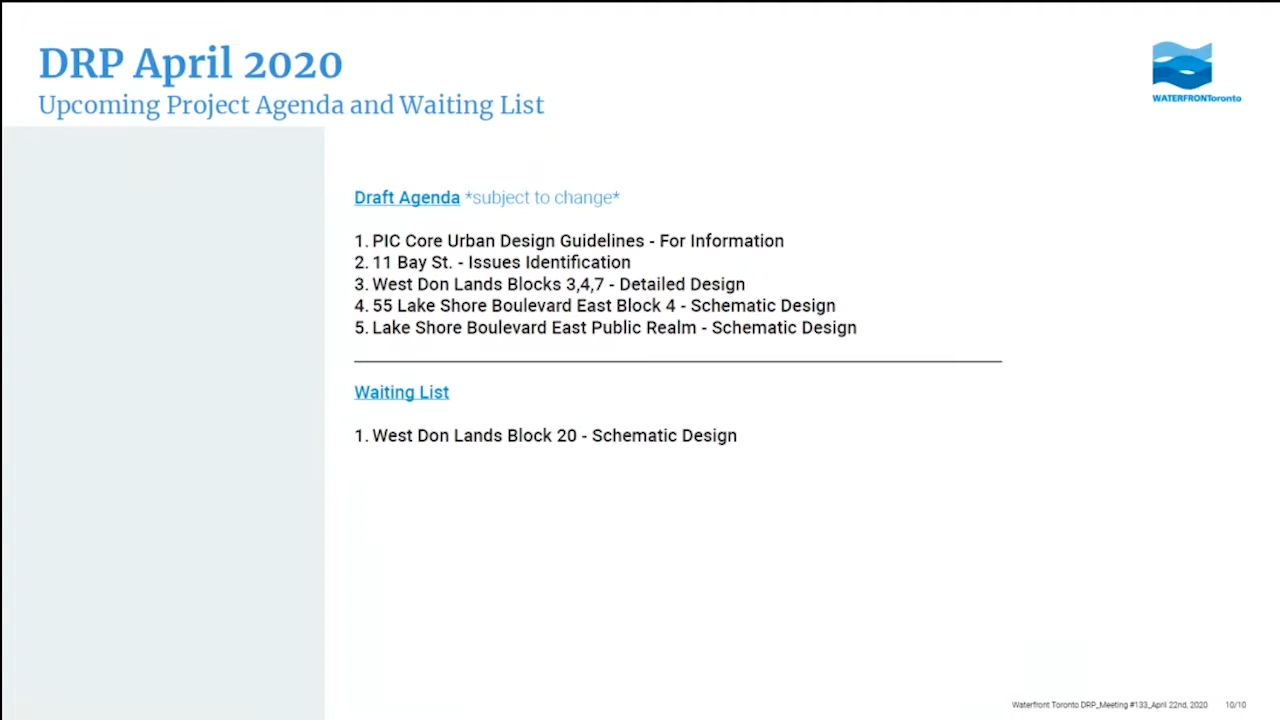 DRP April 2020
Upcoming Project Agenda and Waiting List
WATERFRONToronto
Draft Agenda *subject to change*
1. PIC Core Urban Design Guidelines - For Information
2. 11 Bay St. - Issues Identification
3. West Don Lands Blocks 3,4,7 - Detailed Design
4. 55 Lake Shore Boulevard East Block 4 - Schematic Design
5. Lake Shore Boulevard East Public Realm - Schematic Design
Waiting List
1. West Don Lands Block 20 - Schematic Design
Waterfront Toronto DRP_Meeting #133_April 22nd, 2020 10/10